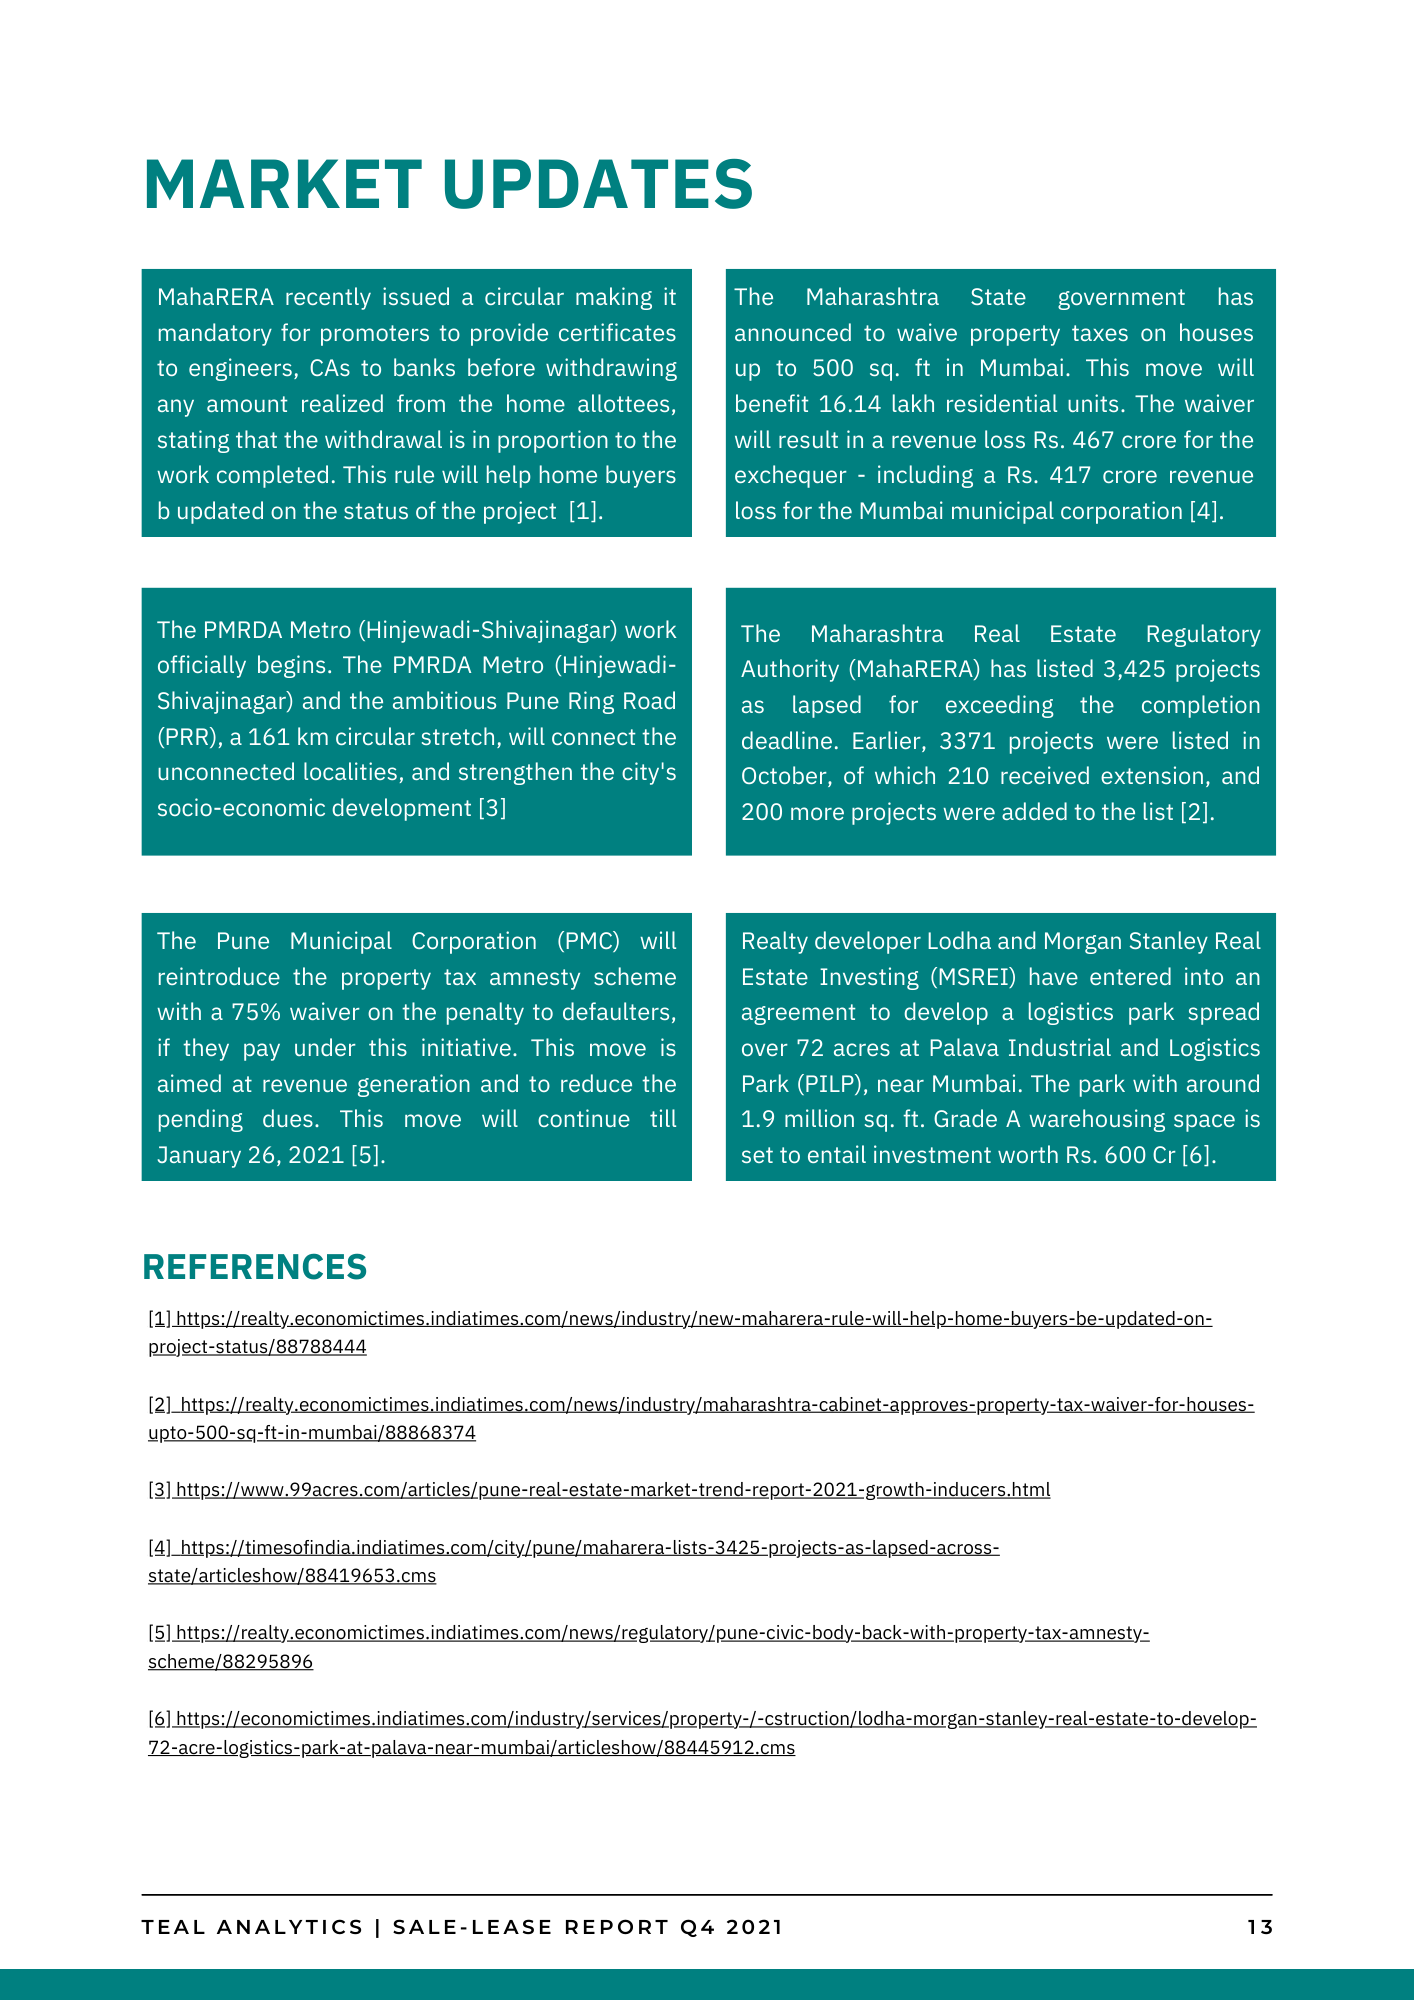 MARKET UPDATES
MahaRERA recently issued a circular making it
mandatory for promoters to provide certificates
to engineers, CAs to banks before withdrawing
any amount realized from the home allottees,
stating that the withdrawal is in proportion to the
work completed. This rule will help home buyers
b updated on the status of the project [1].
The Maharashtra State government has
announced to waive property taxes on houses
up to 500 sq. ft in Mumbai. This move will
benefit 16.14 lakh residential units. The waiver
will result in a revenue loss Rs. 467 crore for the
exchequer - including a Rs. 417 crore revenue
loss for the Mumbai municipal corporation [4].
The PMRDA Metro (Hinjewadi-Shivajinagar) work
officially begins. The PMRDA Metro (Hinjewadi-
Shivajinagar) and the ambitious Pune Ring Road
(PRR), a 161 km circular stretch, will connect the
unconnected localities, and strengthen the city's
socio-economic development [3]
The Maharashtra Real Estate Regulatory
Authority (MahaRERA) has listed 3,425 projects
as lapsed for exceeding the completion
deadline. Earlier, 3371 projects were listed in
October, of which 210 received extension, and
200 more projects were added to the list [2].
The Pune Municipal Corporation (PMC) will
reintroduce the property tax amnesty scheme
with a 75% waiver on the penalty to defaulters,
if they pay under this initiative. This move is
aimed at revenue generation and to reduce the
pending dues. This move will continue till
January 26, 2021 [5].
Realty developer Lodha and Morgan Stanley Real
Estate Investing (MSREI) have entered into an
agreement to develop a logistics park spread
over 72 acres at Palava Industrial and Logistics
Park (PILP), near Mumbai. The park with around
1.9 million sq. ft. Grade A warehousing space is
set to entail investment worth Rs. 600 Cr [6].
REFERENCES
[1] https://realty.economictimes.indiatimes.com/news/industry/new-maharera-rule-will-help-home-buyers-be-updated-on-
project-status/88788444
[2] https://realty.economictimes.indiatimes.com/news/industry/maharashtra-cabinet-approves-property-tax-waiver-for-houses-
upto-500-sq-ft-in-mumbai/88868374
[3] https://www.99acres.com/articles/pune-real-estate-market-trend-report-2021-growth-inducers.html
[4] https://timesofindia.indiatimes.com/city/pune/maharera-lists-3425-projects-as-lapsed-across-
state/articleshow/88419653.cms
[5] https://realty.economictimes.indiatimes.com/news/regulatory/pune-civic-body-back-with-property-tax-amnesty-
scheme/88295896
[6] https://economictimes.indiatimes.com/industry/services/property-/-cstruction/lodha-morgan-stanley-real-estate-to-develop-
72-acre-logistics-park-at-palava-near-mumbai/articleshow/88445912.cms
TEAL ANALYTICS | SALE-LEASE REPORT Q4 2021 13